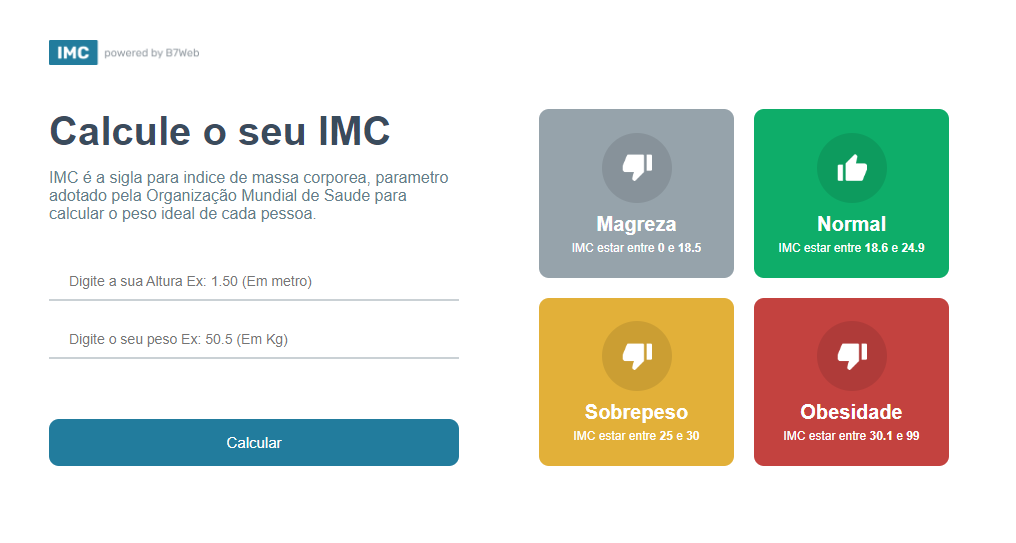 IMC powered by B7Web
Calcule o seu IMC
IMC é a sigla para indice de massa corporea, parametro
adotado pela Organização Mundial de Saude para
calcular o peso ideal de cada pessoa.
Digite a sua Altura Ex: 1.50 (Em metro)
Digite o seu peso Ex: 50.5 (Em Kg)
Calcular
Magreza
IMC estar entre 0 e 18.5
Normal
IMC estar entre 18.6 e 24.9
Sobrepeso
IMC estar entre 25 e 30
Obesidade
IMC estar entre 30.1 e 99